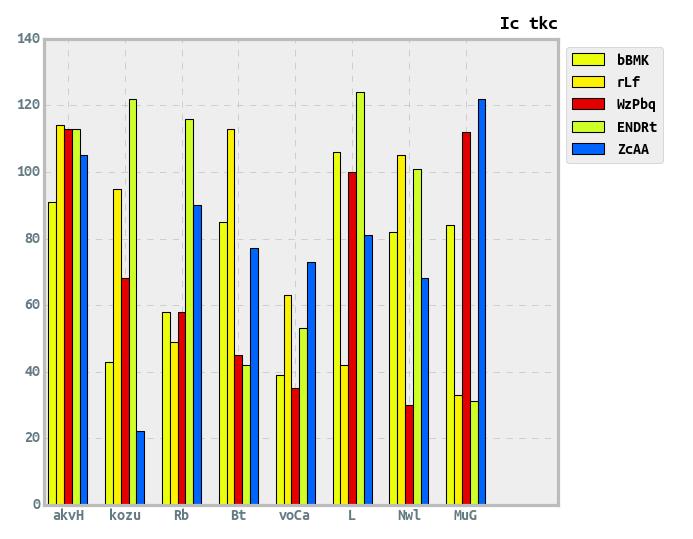 Ic tkc
140
120
100
80
60
40
20
0
akvH kozu Rb Bt voCa L Nwl MuG
bBMK
rLf
WzPbq
ENDRt
ZcAA